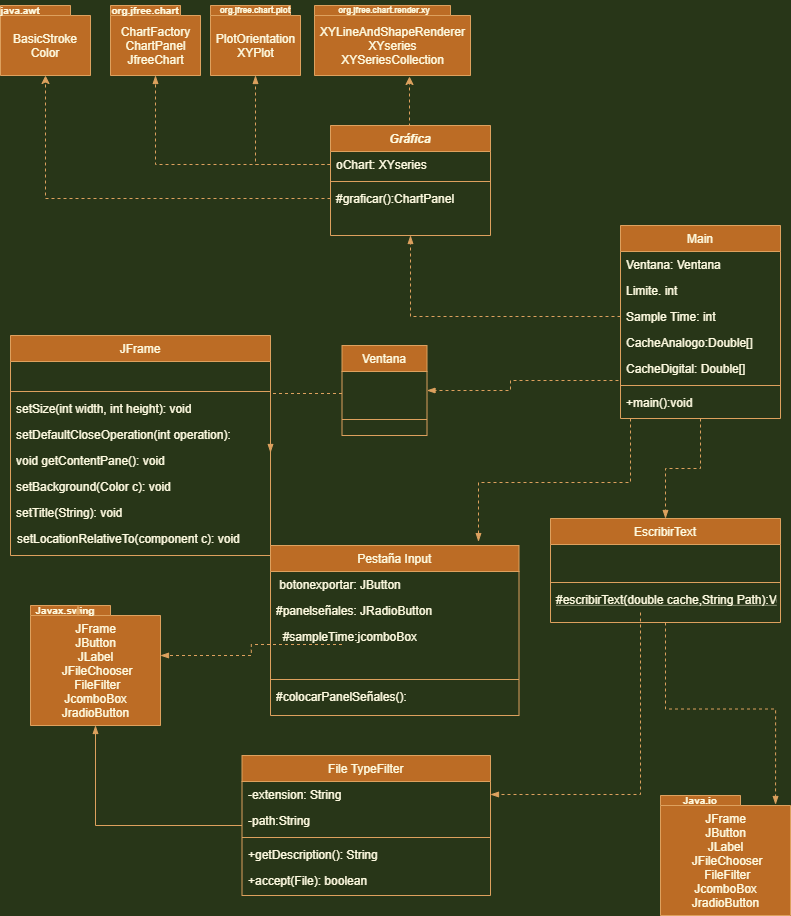 java.awt
BasicStroke
Color
org.jfree.chart
ChartFactory
ChartPanel
JfreeChart
org.jfree.chart.plot
PlotOrientation
XYPlot
org.jfree.chart.render.xy
XYLineAndShapeRenderer
XYseries
XYSeriesCollection
Gráfica
oChart: XYseries
#graficar():ChartPanel
Main
Ventana: Ventana
Limite. int
Sample Time: int
CacheAnalogo:Double[]
CacheDigital: Double[]
+main():void
JFrame
setSize(int width, int height): void
setDefaultCloseOperation(int operation):
void getContentPane(): void
setBackground(Color c): void
setTitle(String): void
setLocationRelativeTo(component c): void
Ventana
Pestaña Input
botonexportar: JButton
#panelseñales: JRadioButton
#sampleTime:jcomboBox
#colocarPanelSeñales():
EscribirText
#escribirText(double cache,String Path):V
Javax.swing
JFrame
JButton
JLabel
JFileChooser
FileFilter
JcomboBox
JradioButton
File TypeFilter
-extension: String
-path:String
+getDescription(): String
+accept(File): boolean
Java.io
JFrame
JButton
JLabel
JFileChooser
FileFilter
JcomboBox
JradioButton